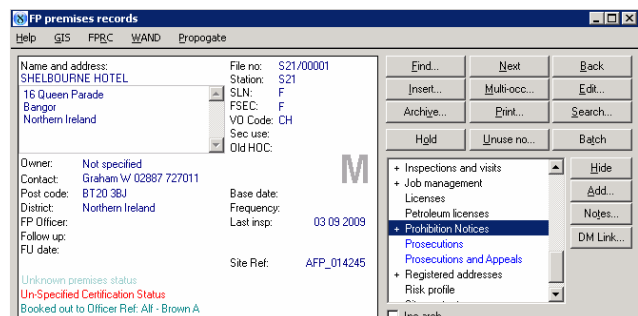 FP premises records
Help GIS FPRC WAND Propogate
Name and address:
SHELBOURNE HOTEL
16 Queen Parade
Bangor
Northern Ireland
File no: S21/00001
Station: S21
SLN: F
FSEC: F
VO Code: CH
Sec use:
Old HOC:
Owner: Not specified
Contact: Graham W 02887 727011
Post code: BT20 3BJ
District: Northern Ireland
FP Officer:
Follow up:
FU date:
M
Base date:
Frequency:
Last insp: 03 09 2009
Site Ref: AFP_014245
Unknown premises status
Un-Specified Certification Status
Booked out to Officer Ref: Alf - Brown A
Find... Next Back
Insert... Multi-occ... Edit...
Archive... Print... Search...
Hold Unuse no... Batch
+ Inspections and visits
+ Job management
Licenses
Petroleum licenses
+ Prohibition Notices
Prosecutions
Prosecutions and Appeals
+ Registered addresses
Risk profile
Hide
Add...
Notes...
DM Link...